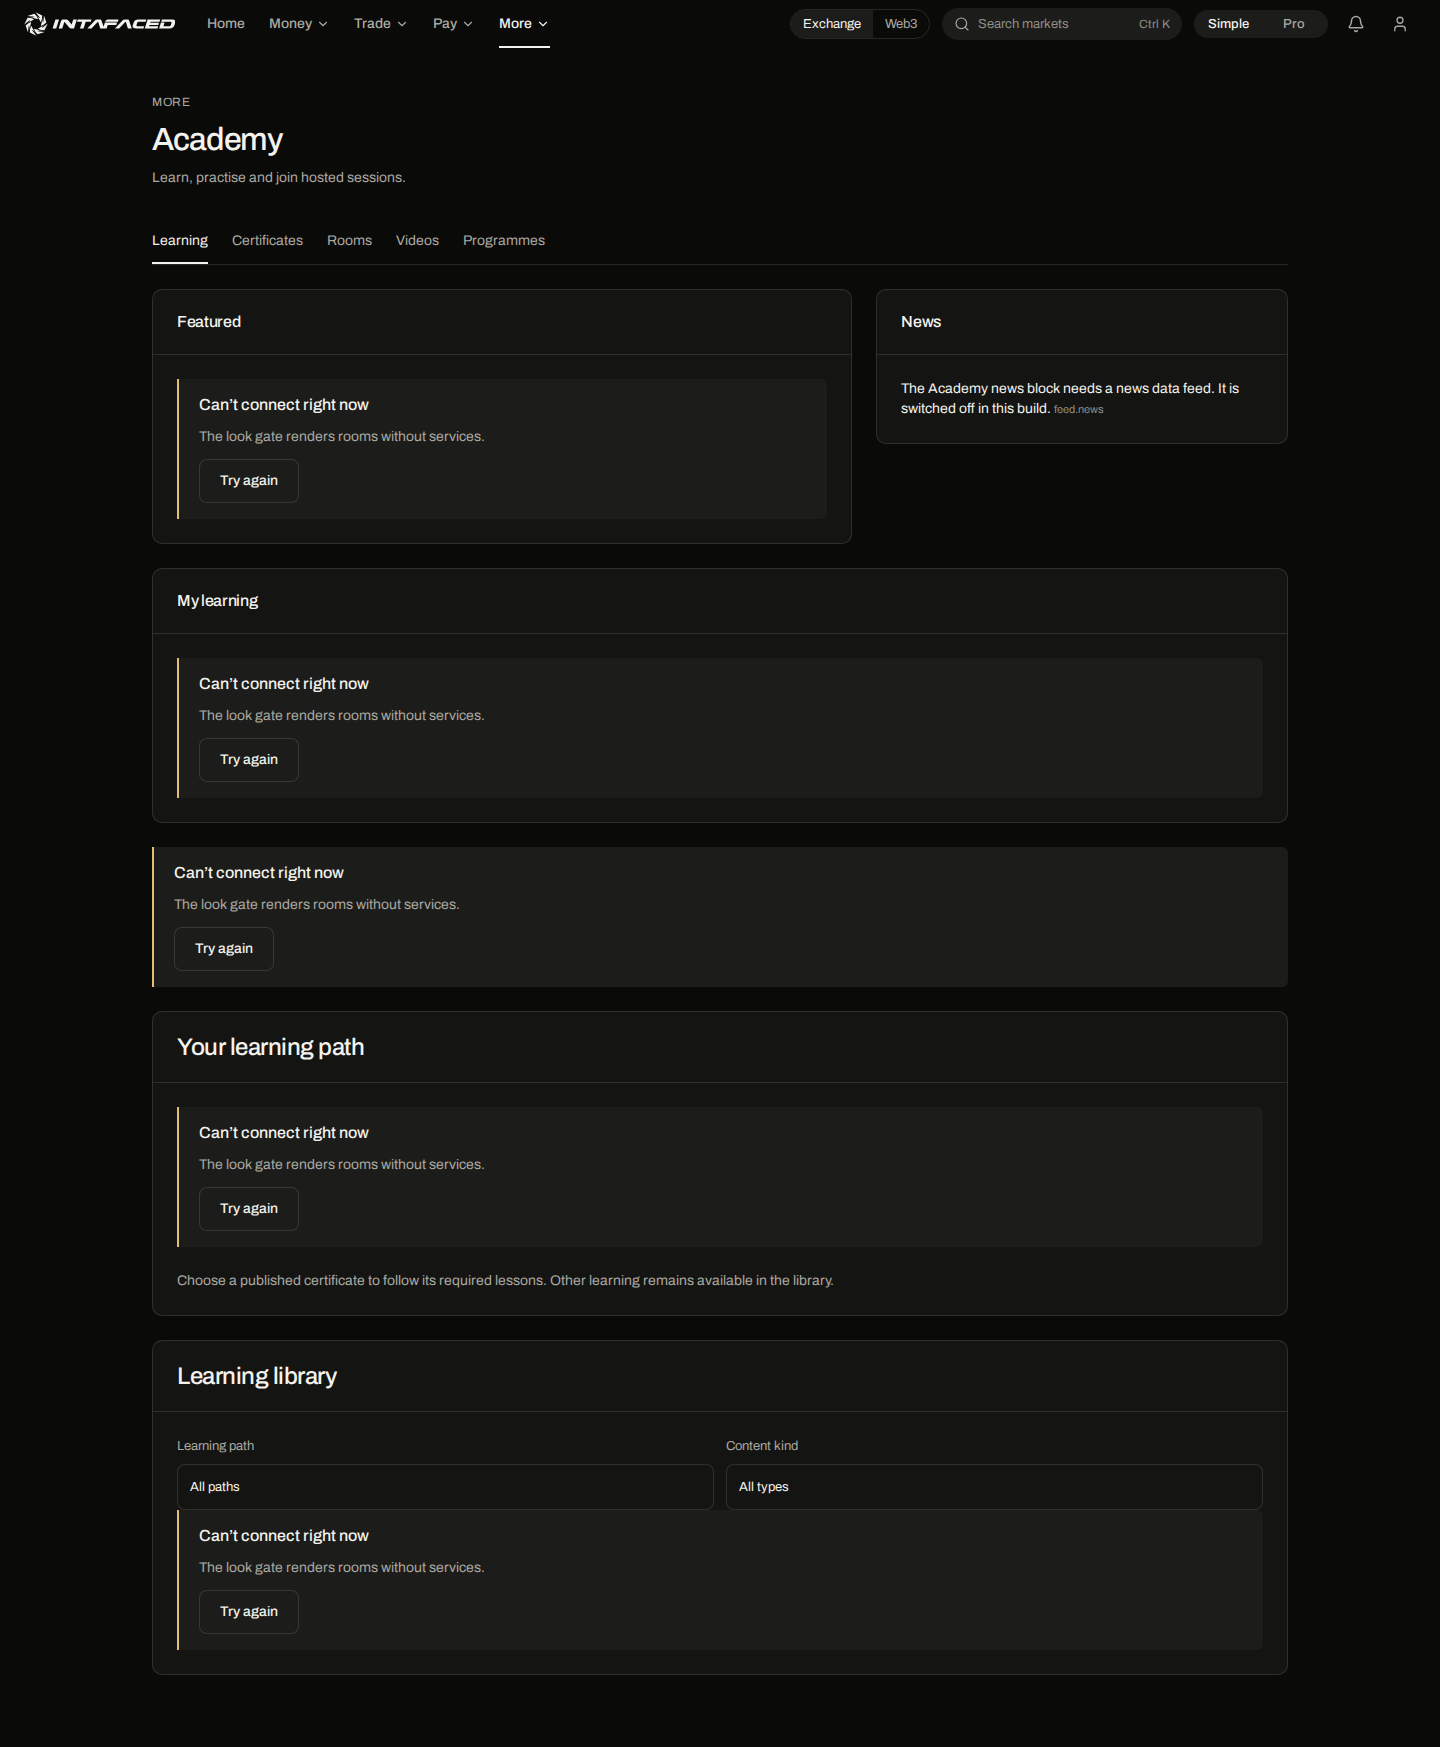 INTAFACED
Home
Money
Trade
Pay
More
Exchange
Web3
Search markets
Ctrl K
Simple
Pro
MORE
Academy
Learn, practise and join hosted sessions.
Learning
Certificates
Rooms
Videos
Programmes
Featured
Can’t connect right now
The look gate renders rooms without services.
Try again
News
The Academy news block needs a news data feed. It is
switched off in this build. feed.news
My learning
Can’t connect right now
The look gate renders rooms without services.
Try again
Can’t connect right now
The look gate renders rooms without services.
Try again
Your learning path
Can’t connect right now
The look gate renders rooms without services.
Try again
Choose a published certificate to follow its required lessons. Other learning remains available in the library.
Learning library
Learning path
Content kind
All paths
All types
Can’t connect right now
The look gate renders rooms without services.
Try again